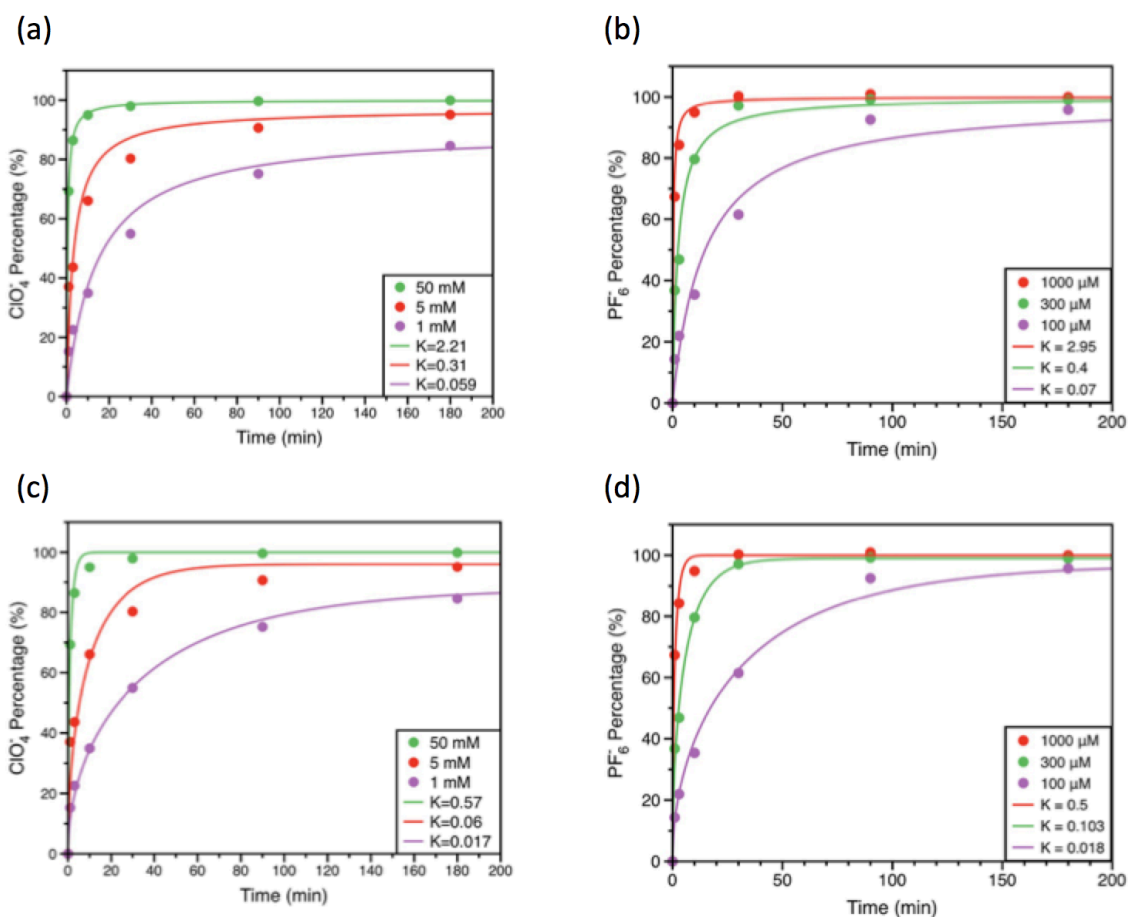 (a)
ClO₄⁻ Percentage (%)
100
80
60
40
20
0
50 mM
5 mM
1 mM
K=2.21
K=0.31
K=0.059
0 20 40 60 80 100 120 140 160 180 200
Time (min)
(b)
PF₆⁻ Percentage (%)
100
80
60
40
20
0
1000 µM
300 µM
100 µM
K = 2.95
K = 0.4
K = 0.07
0 50 100 150 200
Time (min)
(c)
ClO₄⁻ Percentage (%)
100
80
60
40
20
0
50 mM
5 mM
1 mM
K=0.57
K=0.06
K=0.017
0 20 40 60 80 100 120 140 160 180 200
Time (min)
(d)
PF₆⁻ Percentage (%)
100
80
60
40
20
0
1000 µM
300 µM
100 µM
K = 0.5
K = 0.103
K = 0.018
0 50 100 150 200
Time (min)